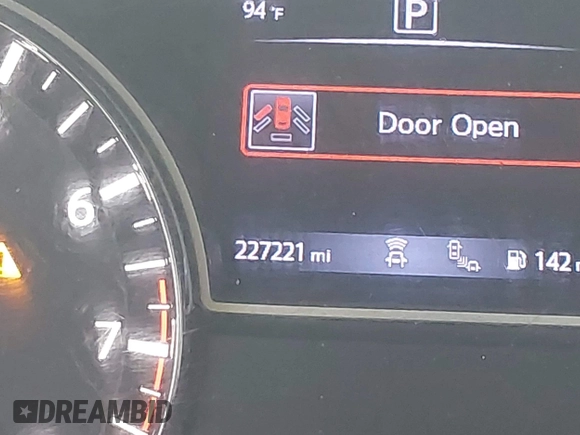 94 °F
P
Door Open
6
227221 mi
142
7
DREAMBID